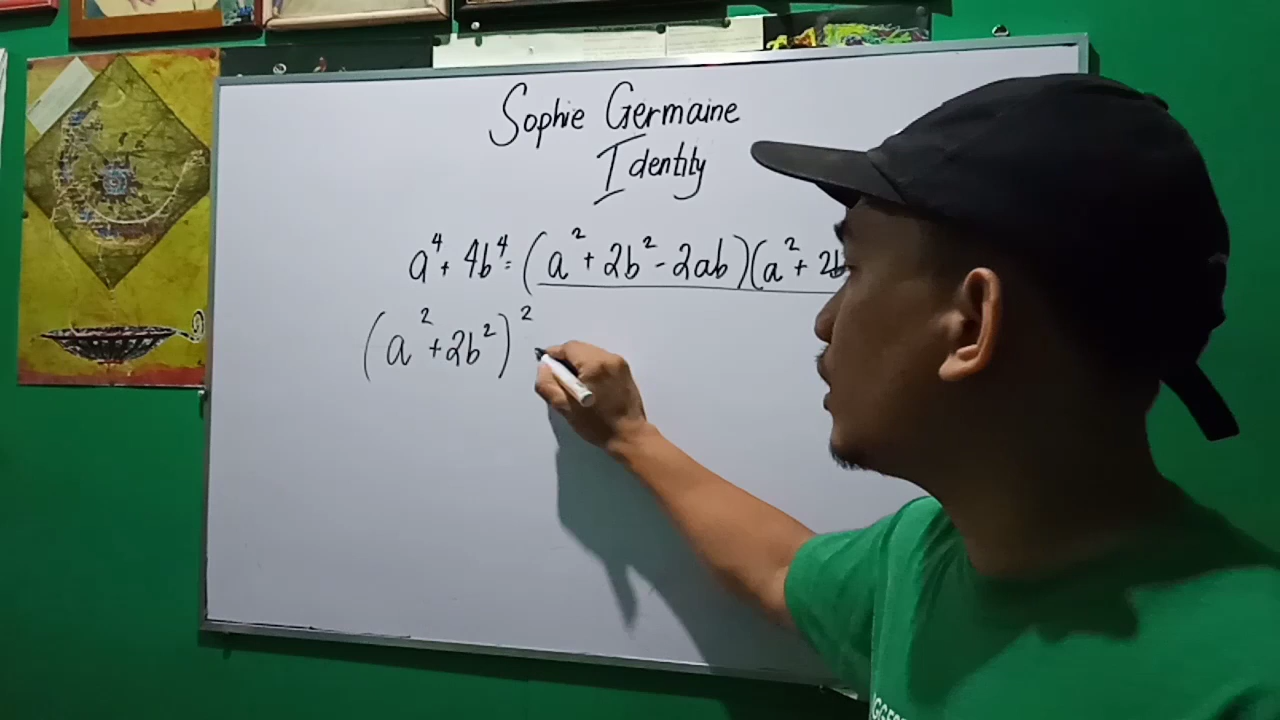 Sophie Germaine
Identity
a⁴ + 4b⁴ = (a² + 2b² - 2ab)(a² + 2b
(a² + 2b²)²